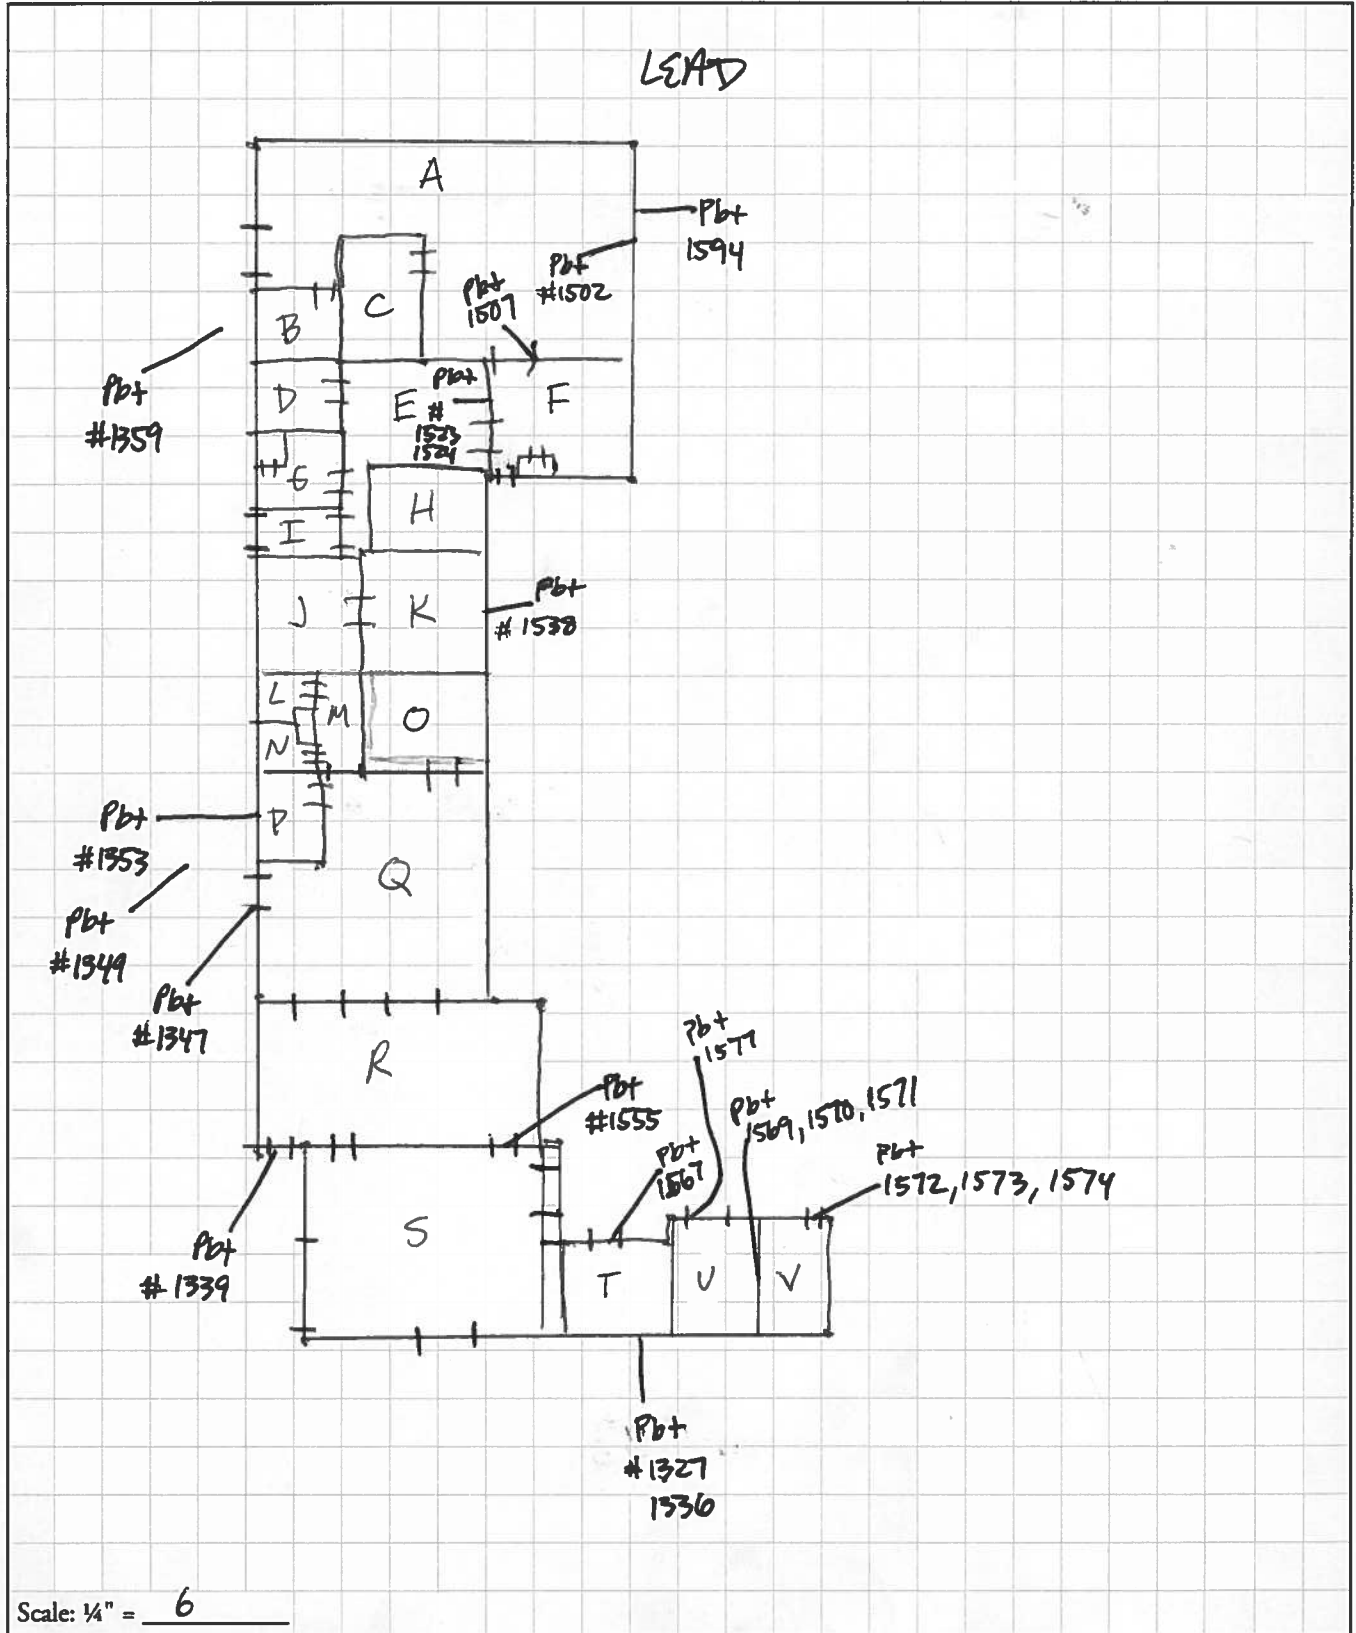 LEAD
A
Pb+
1594
Pb+
#1502
Pb+
1507
C
B
Pb+
#1359
D
E
Pb+
#
1523
1524
F
G
H
I
J
K
Pb+
#1538
L
M
O
N
P
Pb+
#1353
Q
Pb+
#1349
Pb+
#1347
R
Pb+
1577
Pb+
#1555
Pb+
1569, 1570, 1571
Pb+
1567
Pb+
1572, 1573, 1574
S
Pb+
#1339
T
U
V
Pb+
#1327
1336
Scale: ¼" = 6